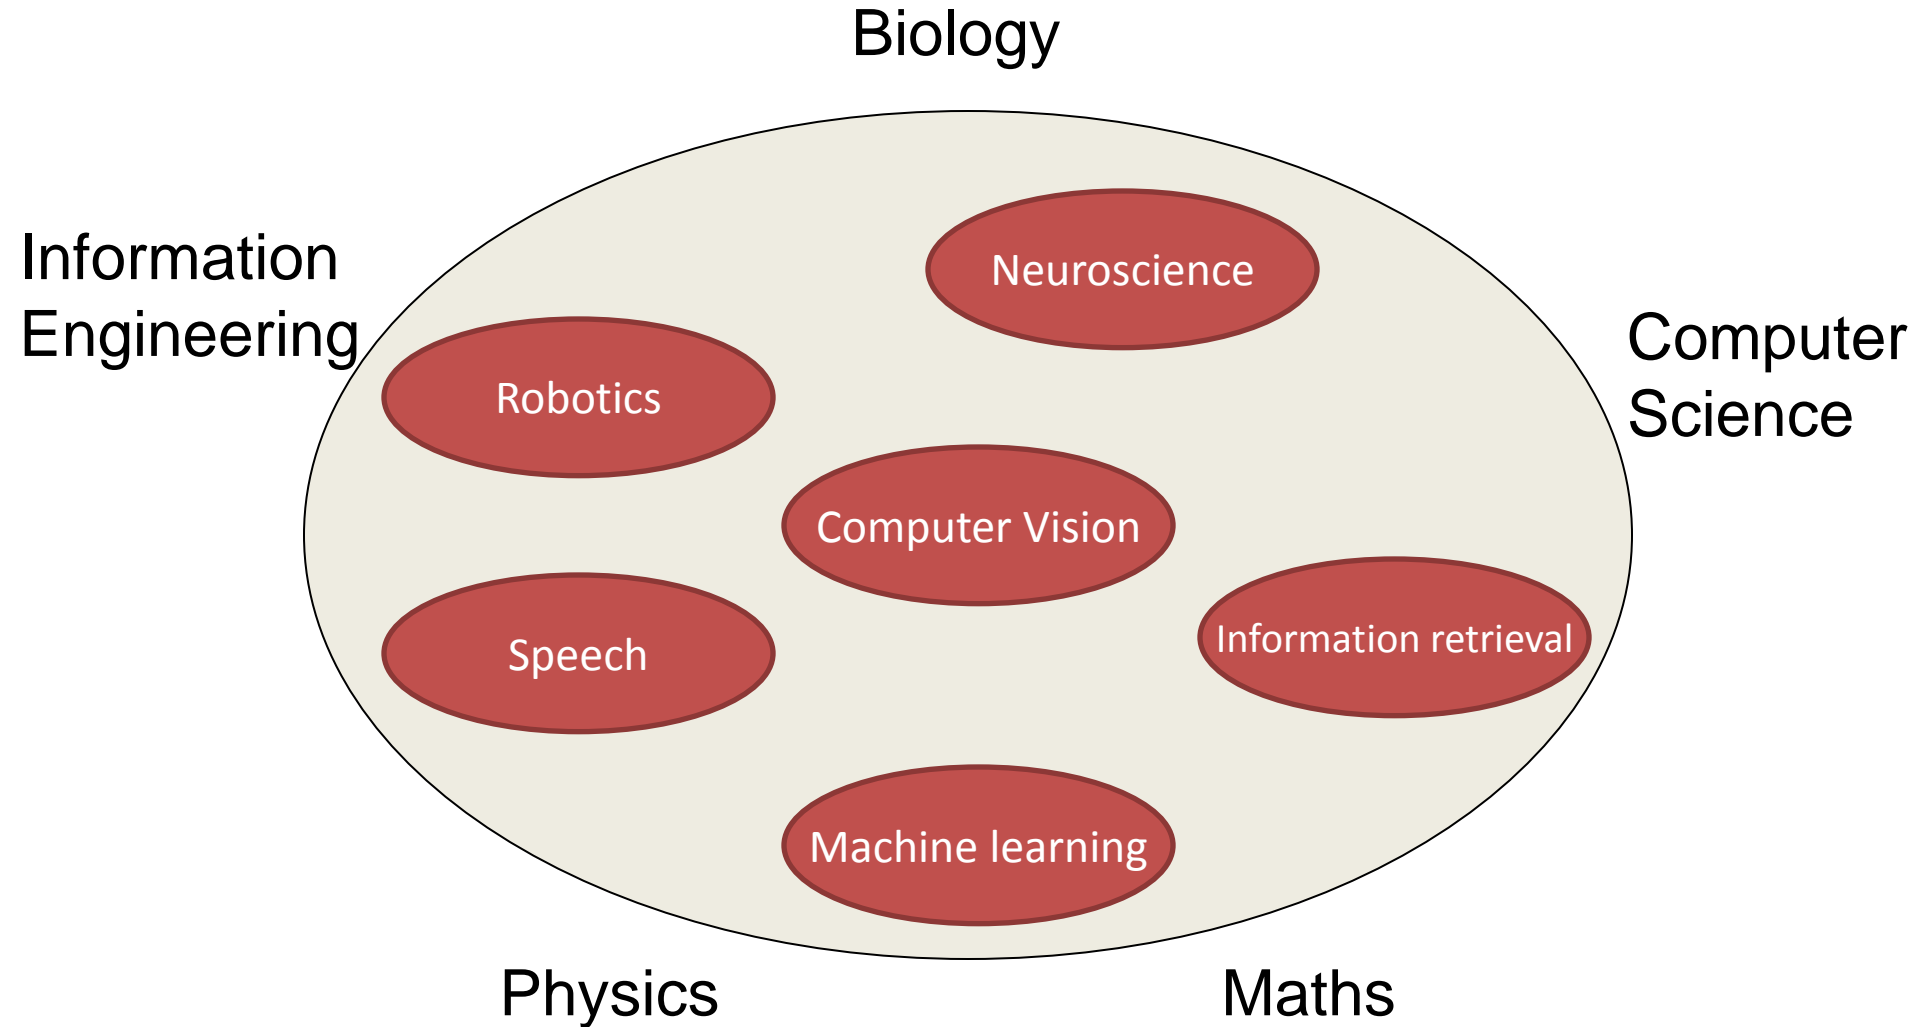 Biology
Neuroscience
Information
Engineering
Computer
Science
Robotics
Computer Vision
Information retrieval
Speech
Machine learning
Physics
Maths